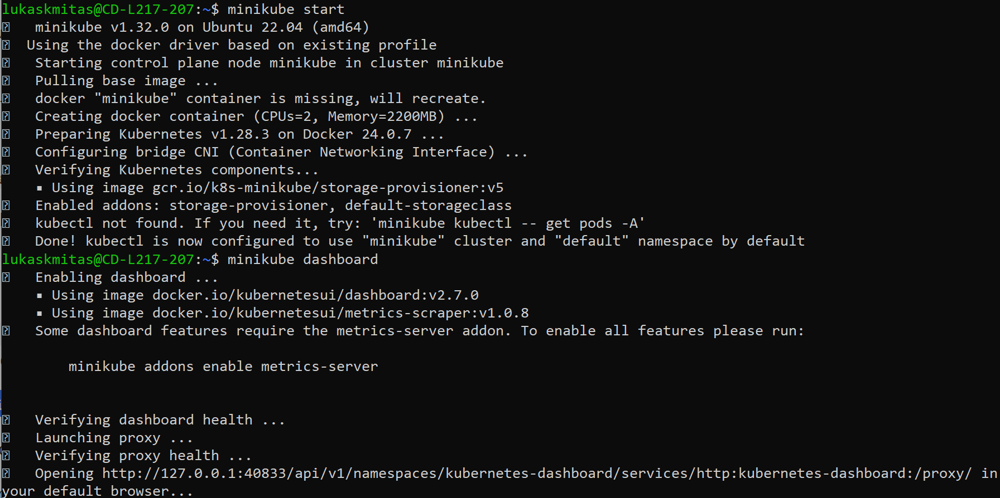 lukaskmitas@CD-L217-207:~$ minikube start
minikube v1.32.0 on Ubuntu 22.04 (amd64)
Using the docker driver based on existing profile
Starting control plane node minikube in cluster minikube
Pulling base image ...
docker "minikube" container is missing, will recreate.
Creating docker container (CPUs=2, Memory=2200MB) ...
Preparing Kubernetes v1.28.3 on Docker 24.0.7 ...
Configuring bridge CNI (Container Networking Interface) ...
Verifying Kubernetes components...
▪ Using image gcr.io/k8s-minikube/storage-provisioner:v5
Enabled addons: storage-provisioner, default-storageclass
kubectl not found. If you need it, try: 'minikube kubectl -- get pods -A'
Done! kubectl is now configured to use "minikube" cluster and "default" namespace by default
lukaskmitas@CD-L217-207:~$ minikube dashboard
Enabling dashboard ...
▪ Using image docker.io/kubernetesui/dashboard:v2.7.0
▪ Using image docker.io/kubernetesui/metrics-scraper:v1.0.8
Some dashboard features require the metrics-server addon. To enable all features please run:
minikube addons enable metrics-server
Verifying dashboard health ...
Launching proxy ...
Verifying proxy health ...
Opening http://127.0.0.1:40833/api/v1/namespaces/kubernetes-dashboard/services/http:kubernetes-dashboard:/proxy/ in
your default browser...